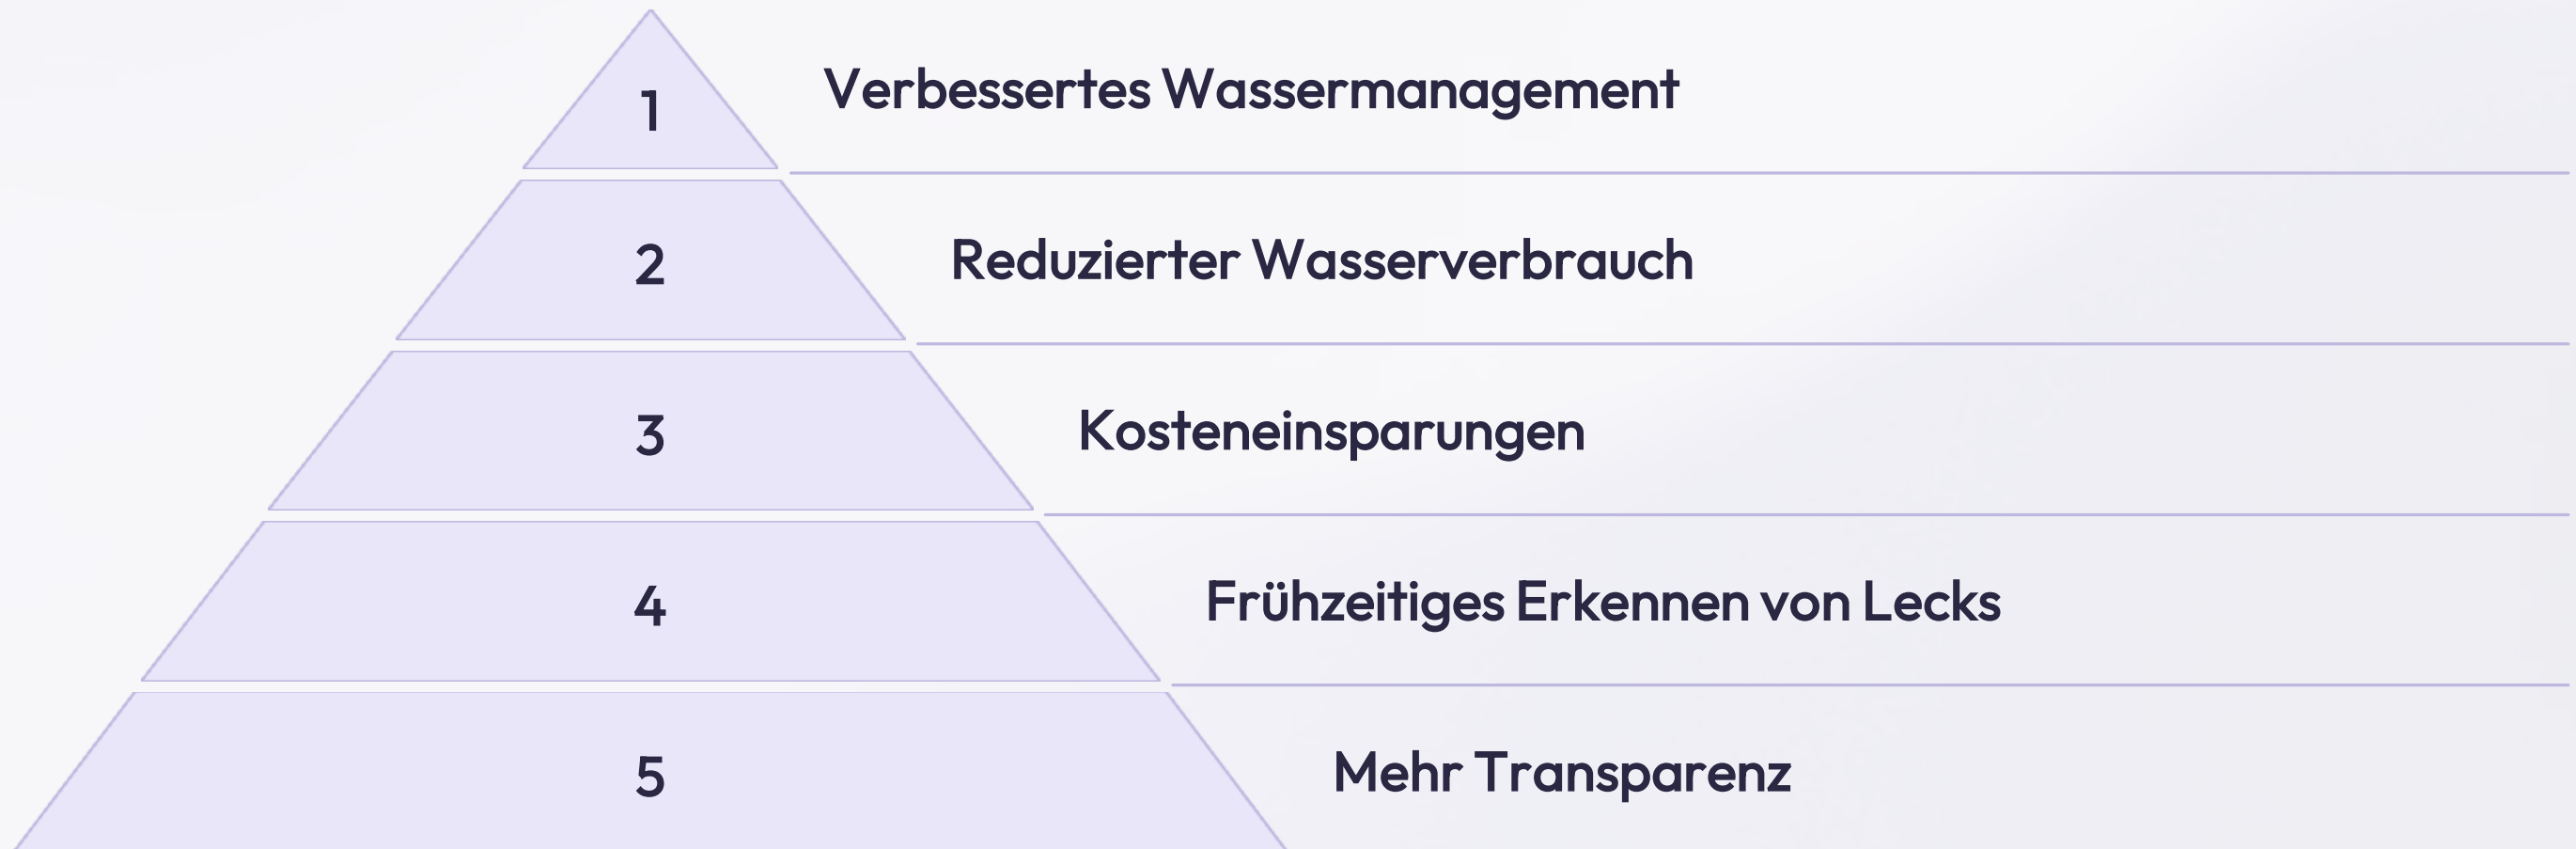 1
Verbessertes Wassermanagement
2
Reduzierter Wasserverbrauch
3
Kosteneinsparungen
4
Frühzeitiges Erkennen von Lecks
5
Mehr Transparenz